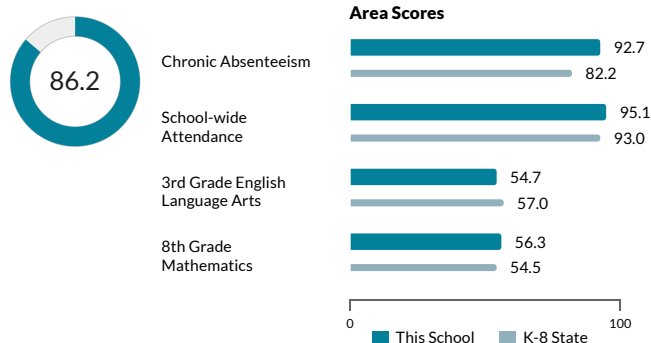 Area Scores
86.2
Chronic Absenteeism
92.7
82.2
School-wide
Attendance
95.1
93.0
3rd Grade English
Language Arts
54.7
57.0
8th Grade
Mathematics
56.3
54.5
0
100
This School
K-8 State